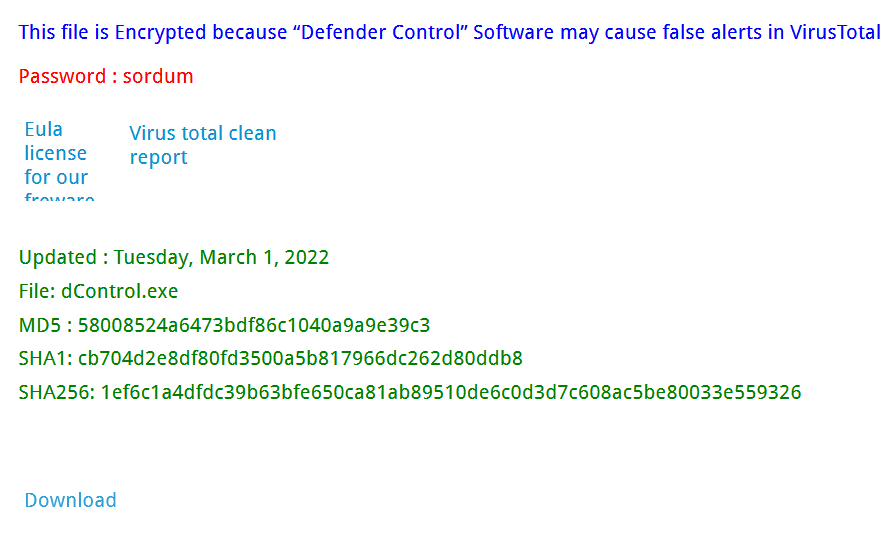 This file is Encrypted because “Defender Control” Software may cause false alerts in VirusTotal
Password : sordum
Eula
license
for our
freware
Virus total clean
report
Updated : Tuesday, March 1, 2022
File: dControl.exe
MD5 : 58008524a6473bdf86c1040a9a9e39c3
SHA1: cb704d2e8df80fd3500a5b817966dc262d80ddb8
SHA256: 1ef6c1a4dfdc39b63bfe650ca81ab89510de6c0d3d7c608ac5be80033e559326
Download